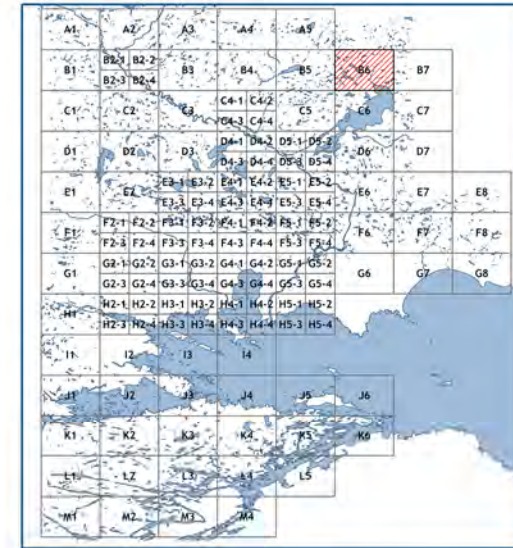 A1 A2 A3 A4 A5
B2-1 B2-2
B1 B3 B4 B5 B6 B7
B2-3 B2-4
C4-1 C4-2
C1 C2 C3 C5 C6 C7
C4-3 C4-4
D4-1 D4-2 D5-1 D5-2
D1 D2 D3 D6 D7
D4-3 D4-4 D5-3 D5-4
E3-1 E3-2 E4-1 E4-2 E5-1 E5-2
E1 E2 E6 E7 E8
E3-3 E3-4 E4-3 E4-4 E5-3 E5-4
F2-1 F2-2 F3-1 F3-2 F4-1 F4-2 F5-1 F5-2
F1 F6 F7 F8
F2-3 F2-4 F3-3 F3-4 F4-3 F4-4 F5-3 F5-4
G2-1 G2-2 G3-1 G3-2 G4-1 G4-2 G5-1 G5-2
G1 G6 G7 G8
G2-3 G2-4 G3-3 G3-4 G4-3 G4-4 G5-3 G5-4
H2-1 H2-2 H3-1 H3-2 H4-1 H4-2 H5-1 H5-2
H1
H2-3 H2-4 H3-3 H3-4 H4-3 H4-4 H5-3 H5-4
I1 I2 I3 I4
J1 J2 J3 J4 J5 J6
K1 K2 K3 K4 K5 K6
L1 L2 L3 L4 L5
M1 M2 M3 M4